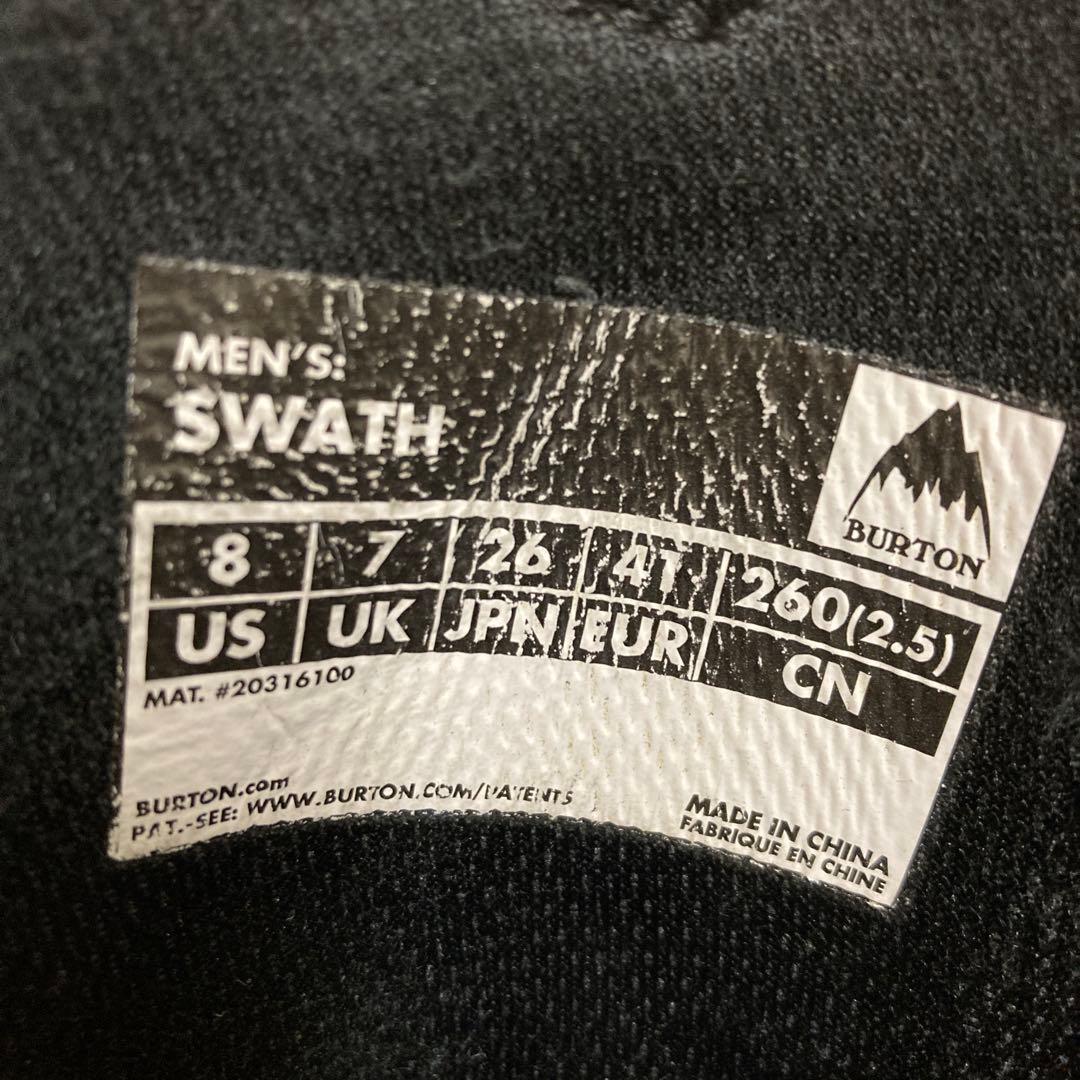 MEN'S:
SWATH
BURTON
8 7 26 41 260(2.5)
US UK JPN EUR CN
MAT. #20316100
BURTON.com
PAT.-SEE: WWW.BURTON.COM/PATENTS
MADE IN CHINA
FABRIQUE EN CHINE